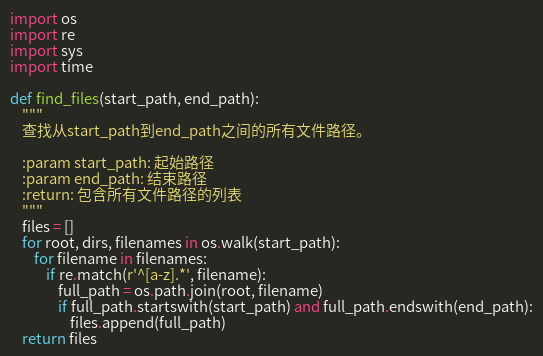 import os
import re
import sys
import time

def find_files(start_path, end_path):
    """
    查找从start_path到end_path之间的所有文件路径。

    :param start_path: 起始路径
    :param end_path: 结束路径
    :return: 包含所有文件路径的列表
    """
    files = []
    for root, dirs, filenames in os.walk(start_path):
        for filename in filenames:
            if re.match(r'^[a-z].*', filename):
                full_path = os.path.join(root, filename)
                if full_path.startswith(start_path) and full_path.endswith(end_path):
                    files.append(full_path)
    return files